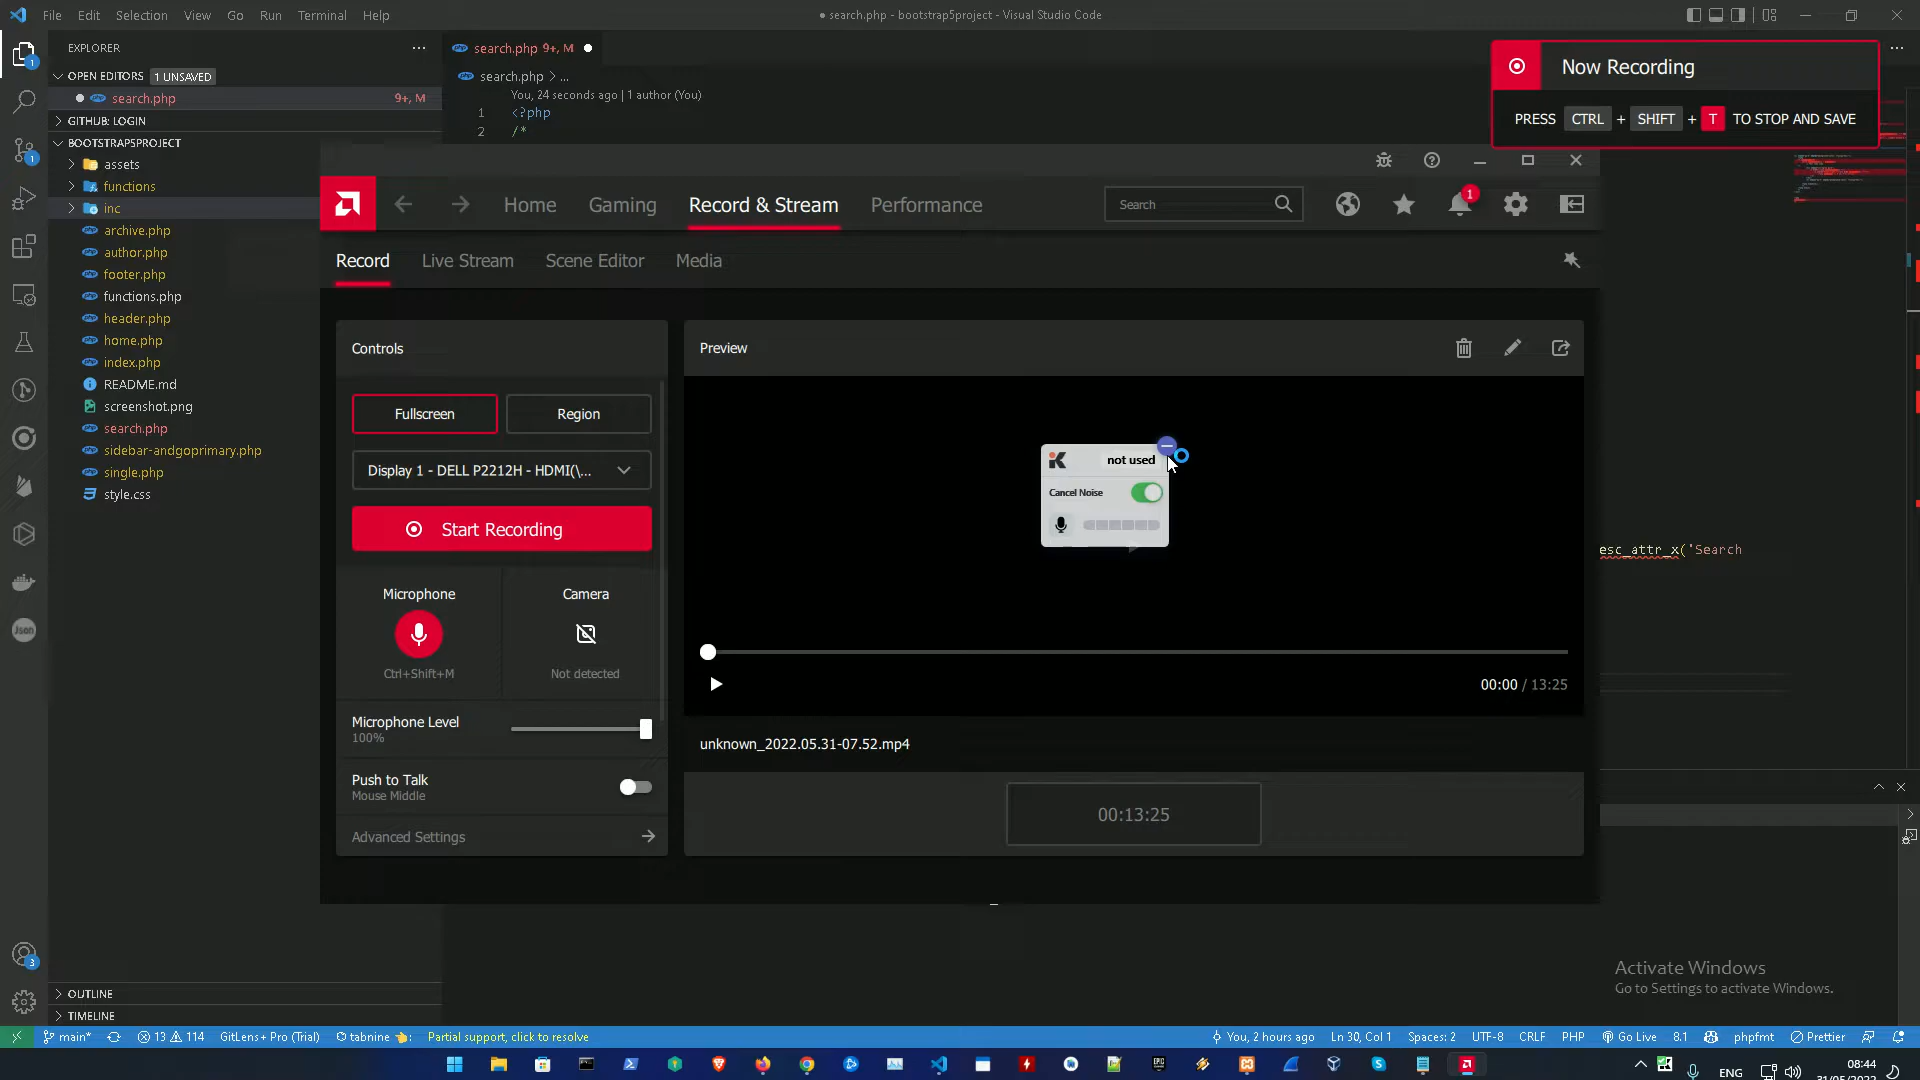 File Edit Selection View Go Run Terminal Help
● search.php - bootstrap5project - Visual Studio Code
EXPLORER
OPEN EDITORS 1 UNSAVED
search.php 9+, M
GITHUB: LOGIN
BOOTSTRAP5PROJECT
assets
functions
inc
archive.php
author.php
footer.php
functions.php
header.php
home.php
index.php
README.md
screenshot.png
search.php
sidebar-andgoprimary.php
single.php
style.css
OUTLINE
TIMELINE
search.php 9+, M
search.php > ...
You, 24 seconds ago | 1 author (You)
1 <?php
2 /*
Now Recording
PRESS CTRL + SHIFT + T TO STOP AND SAVE
Home Gaming Record & Stream Performance
Search
1
Record Live Stream Scene Editor Media
Controls
Fullscreen Region
Display 1 - DELL P2212H - HDMI(\...
Start Recording
Microphone Camera
Ctrl+Shift+M Not detected
Microphone Level
100%
Push to Talk
Mouse Middle
Advanced Settings
Preview
not used
Cancel Noise
00:00 / 13:25
unknown_2022.05.31-07.52.mp4
00:13:25
esc_attr_x('Search
Activate Windows
Go to Settings to activate Windows.
main* 13 114 GitLens+ Pro (Trial) tabnine Partial support, click to resolve
You, 2 hours ago Ln 30, Col 1 Spaces: 2 UTF-8 CRLF PHP Go Live 8.1 phpfmt Prettier
ENG
08:44
31/05/2022